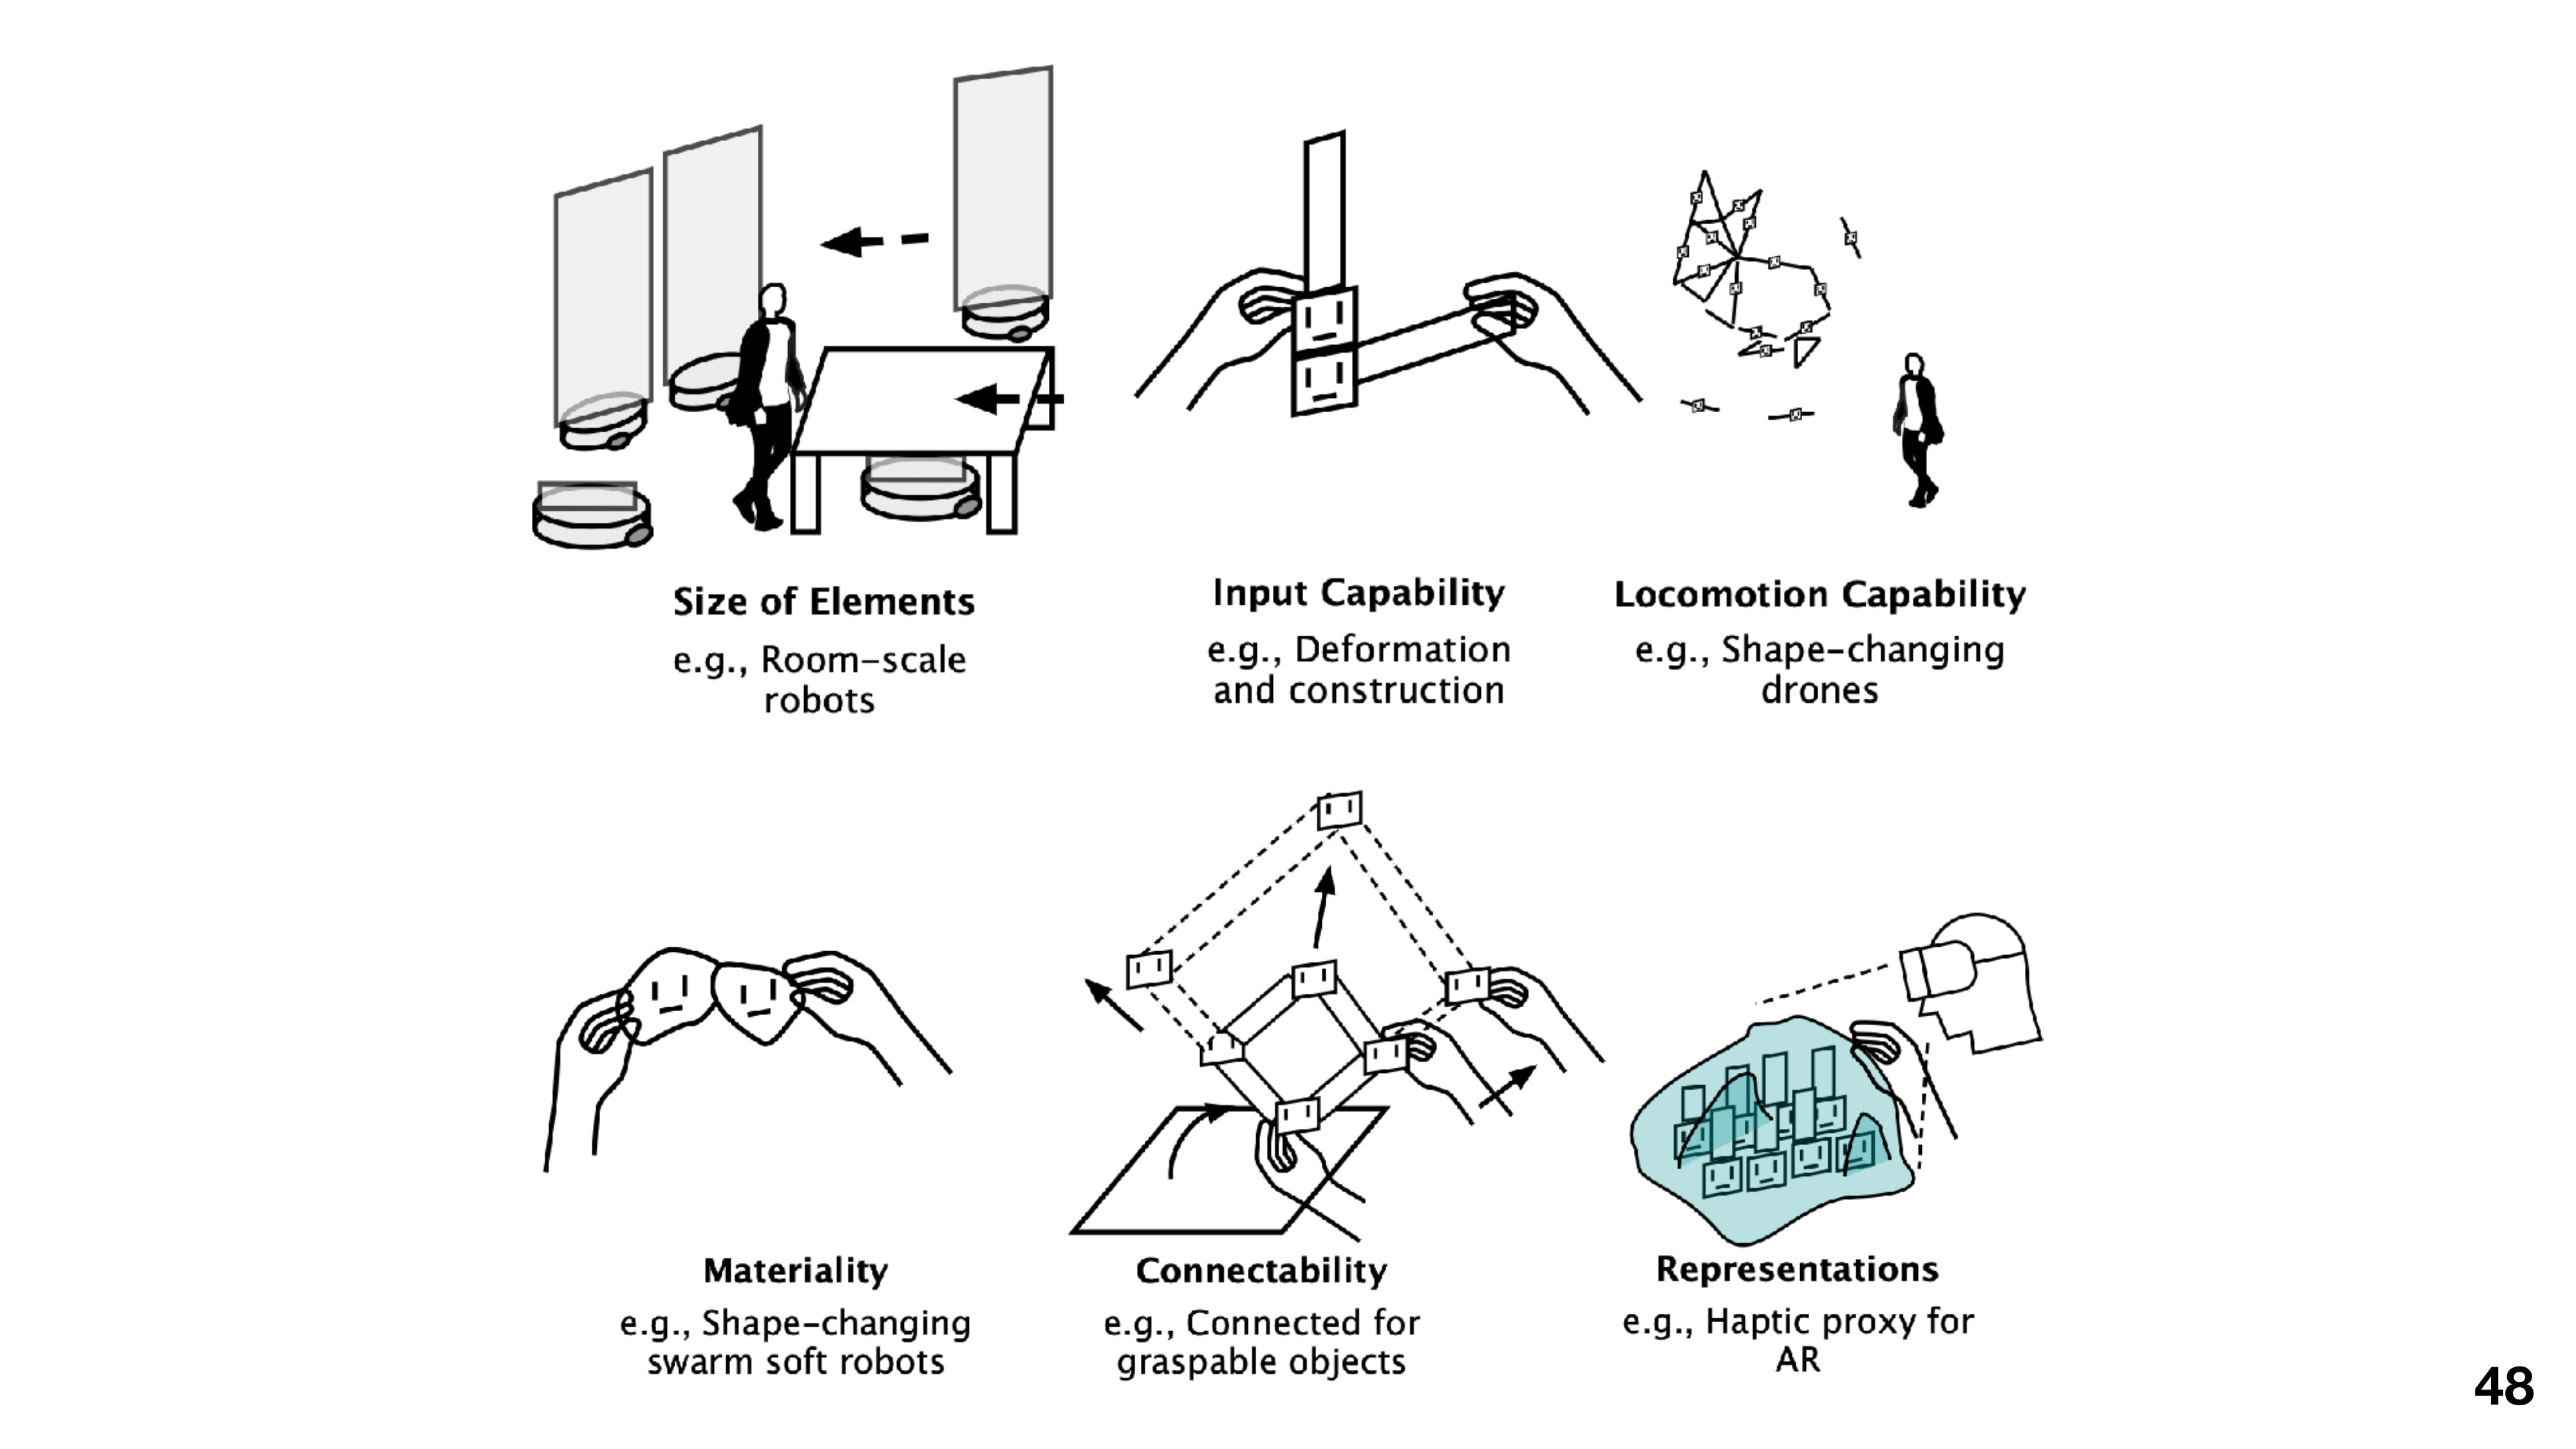 Size of Elements
e.g., Room-scale
robots
Input Capability
e.g., Deformation
and construction
Locomotion Capability
e.g., Shape-changing
drones
Materiality
e.g., Shape-changing
swarm soft robots
Connectability
e.g., Connected for
graspable objects
Representations
e.g., Haptic proxy for
AR
48